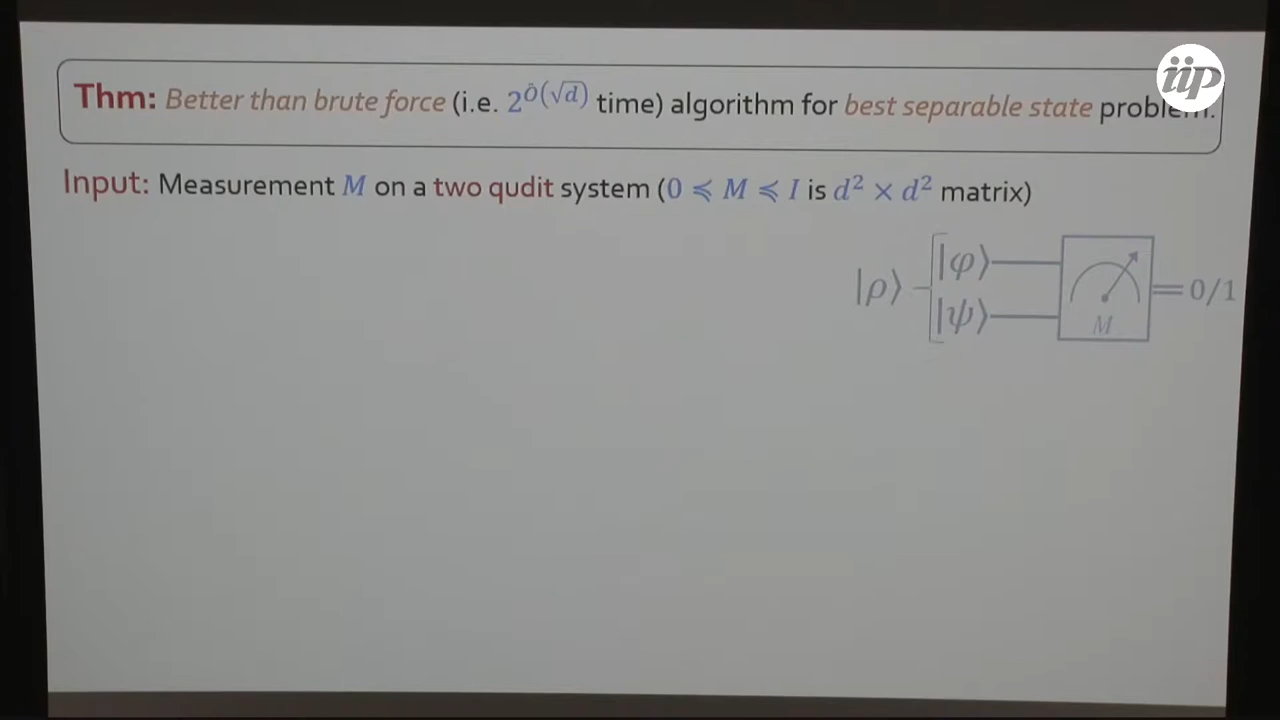 Thm: Better than brute force (i.e. 2^Õ(√d) time) algorithm for best separable state problem.
iip
Input: Measurement M on a two qudit system (0 ≼ M ≼ I is d² × d² matrix)
|ρ⟩
|φ⟩
|ψ⟩
M
0/1